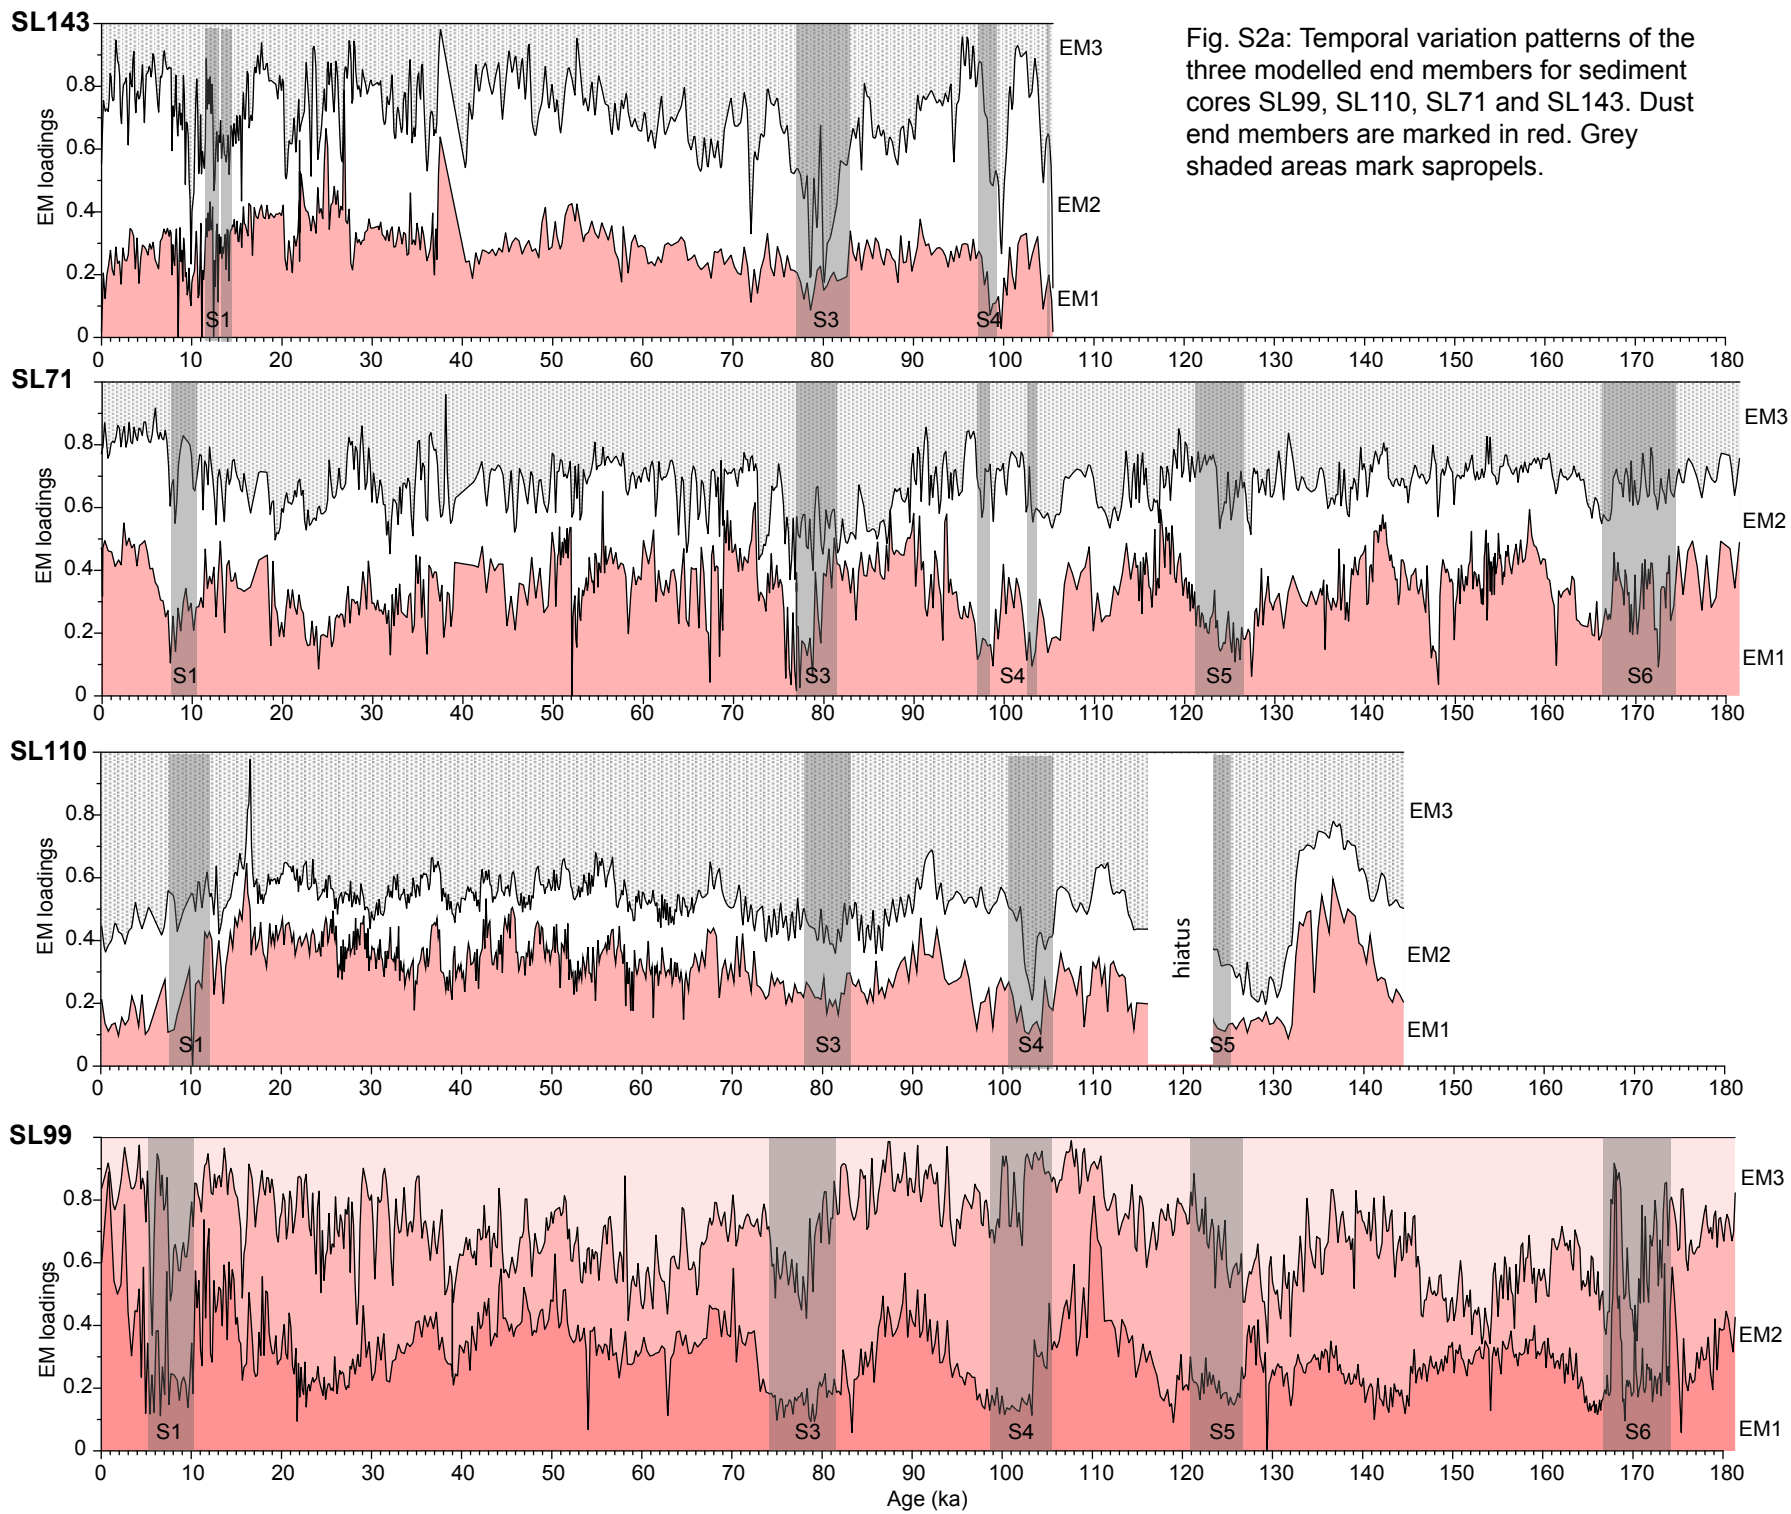 SL143
Fig. S2a: Temporal variation patterns of the
three modelled end members for sediment
cores SL99, SL110, SL71 and SL143. Dust
end members are marked in red. Grey
shaded areas mark sapropels.
EM3
EM2
EM1
EM loadings
0.8
0.6
0.4
0.2
0
S1
S3
S4
0 10 20 30 40 50 60 70 80 90 100 110 120 130 140 150 160 170 180
SL71
EM3
EM2
EM1
EM loadings
0.8
0.6
0.4
0.2
0
S1
S3
S4
S5
S6
0 10 20 30 40 50 60 70 80 90 100 110 120 130 140 150 160 170 180
SL110
EM3
EM2
EM1
EM loadings
0.8
0.6
0.4
0.2
0
hiatus
S1
S3
S4
S5
0 10 20 30 40 50 60 70 80 90 100 110 120 130 140 150 160 170 180
SL99
EM3
EM2
EM1
EM loadings
0.8
0.6
0.4
0.2
0
S1
S3
S4
S5
S6
0 10 20 30 40 50 60 70 80 90 100 110 120 130 140 150 160 170 180
Age (ka)